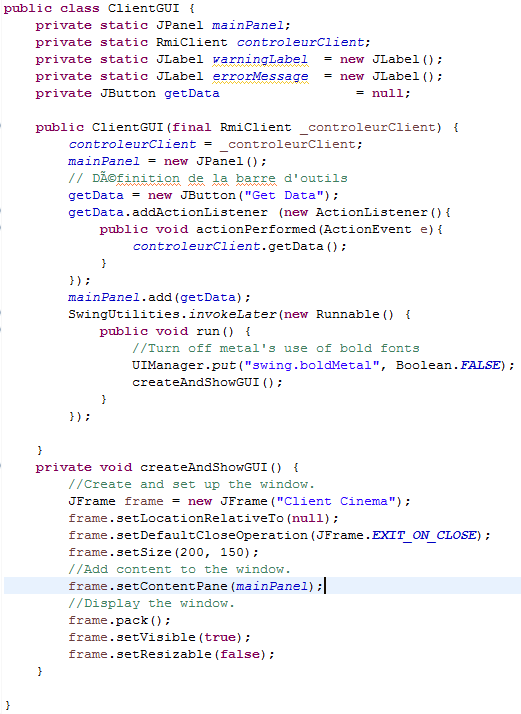 public class ClientGUI {
    private static JPanel mainPanel;
    private static RmiClient controleurClient;
    private static JLabel warningLabel  = new JLabel();
    private static JLabel errorMessage  = new JLabel();
    private JButton getData                 = null;

    public ClientGUI(final RmiClient _controleurClient) {
        controleurClient = _controleurClient;
        mainPanel = new JPanel();
        // DÃ©finition de la barre d'outils
        getData = new JButton("Get Data");
        getData.addActionListener (new ActionListener(){
            public void actionPerformed(ActionEvent e){
                controleurClient.getData();
            }
        });
        mainPanel.add(getData);
        SwingUtilities.invokeLater(new Runnable() {
            public void run() {
                //Turn off metal's use of bold fonts
                UIManager.put("swing.boldMetal", Boolean.FALSE);
                createAndShowGUI();
            }
        });

    }
    private void createAndShowGUI() {
        //Create and set up the window.
        JFrame frame = new JFrame("Client Cinema");
        frame.setLocationRelativeTo(null);
        frame.setDefaultCloseOperation(JFrame.EXIT_ON_CLOSE);
        frame.setSize(200, 150);
        //Add content to the window.
        frame.setContentPane(mainPanel);
        //Display the window.
        frame.pack();
        frame.setVisible(true);
        frame.setResizable(false);
    }

}